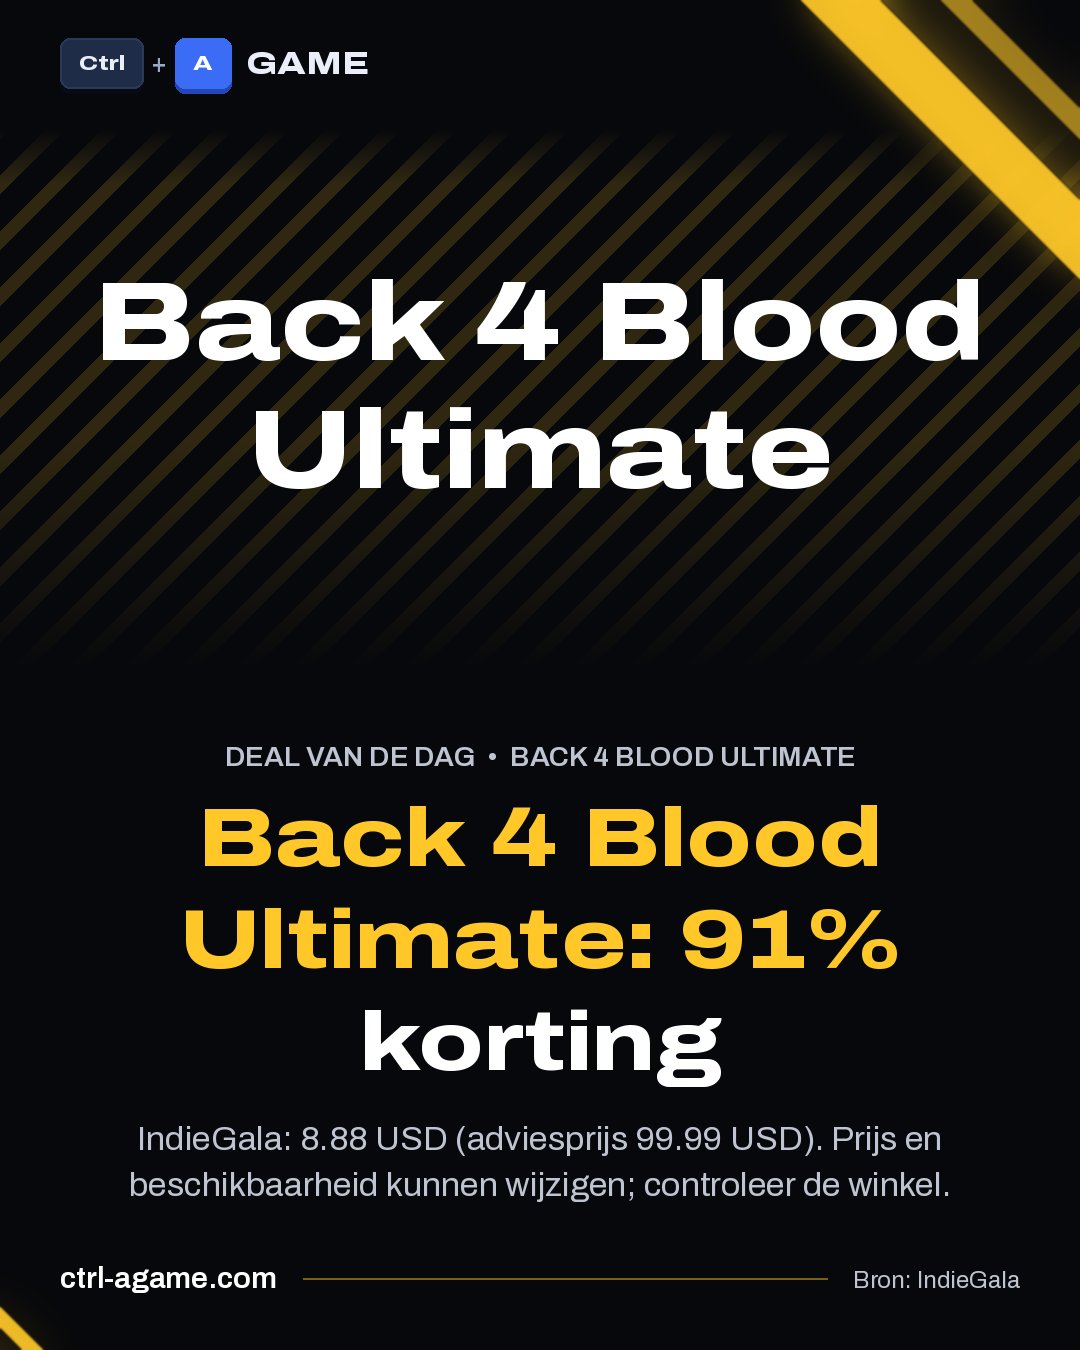 Ctrl + A GAME
Back 4 Blood
Ultimate
DEAL VAN DE DAG • BACK 4 BLOOD ULTIMATE
Back 4 Blood
Ultimate: 91%
korting
IndieGala: 8.88 USD (adviesprijs 99.99 USD). Prijs en
beschikbaarheid kunnen wijzigen; controleer de winkel.
ctrl-agame.com
Bron: IndieGala